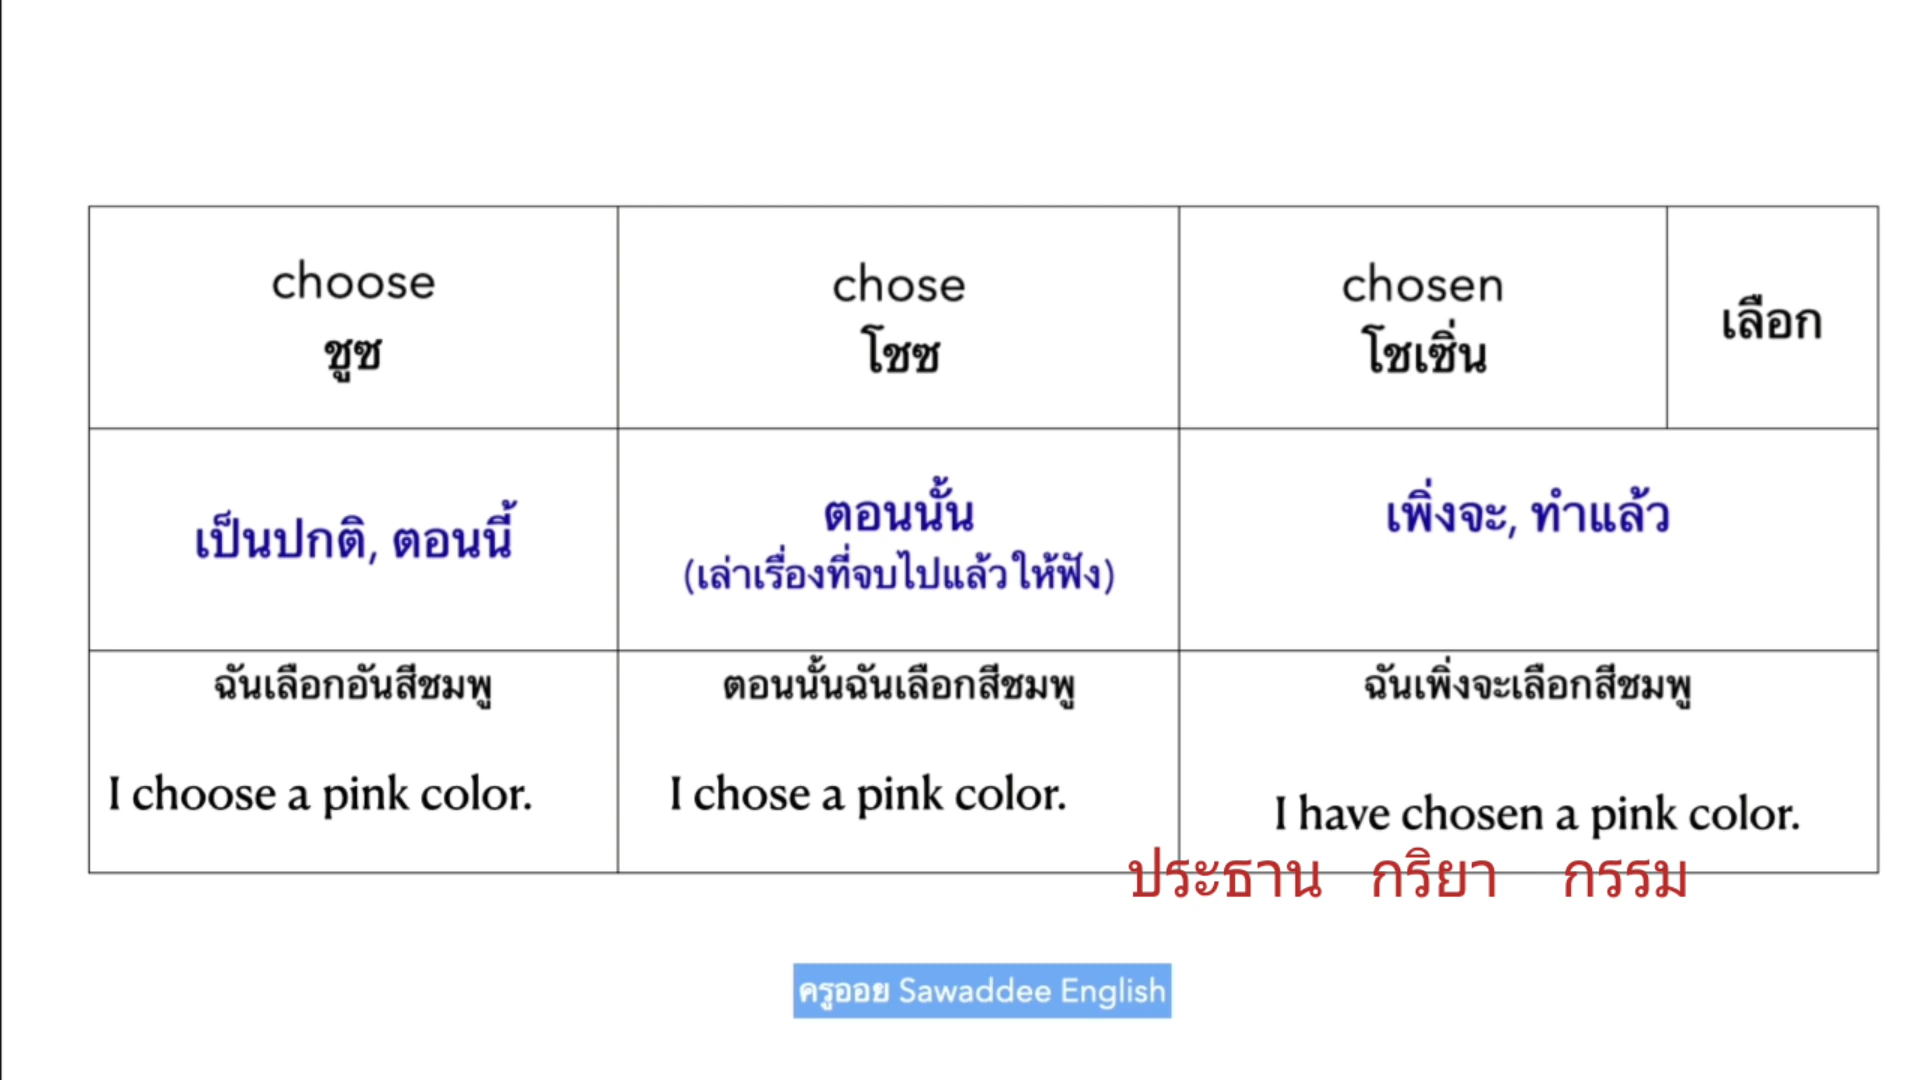 choose
ชูซ
chose
โชซ
chosen
โชเซิ่น
เลือก
เป็นปกติ, ตอนนี้
ตอนนั้น
(เล่าเรื่องที่จบไปแล้วให้ฟัง)
เพิ่งจะ, ทำแล้ว
ฉันเลือกอันสีชมพู
I choose a pink color.
ตอนนั้นฉันเลือกสีชมพู
I chose a pink color.
ฉันเพิ่งจะเลือกสีชมพู
I have chosen a pink color.
ประธาน กริยา กรรม
ครูออย Sawaddee English